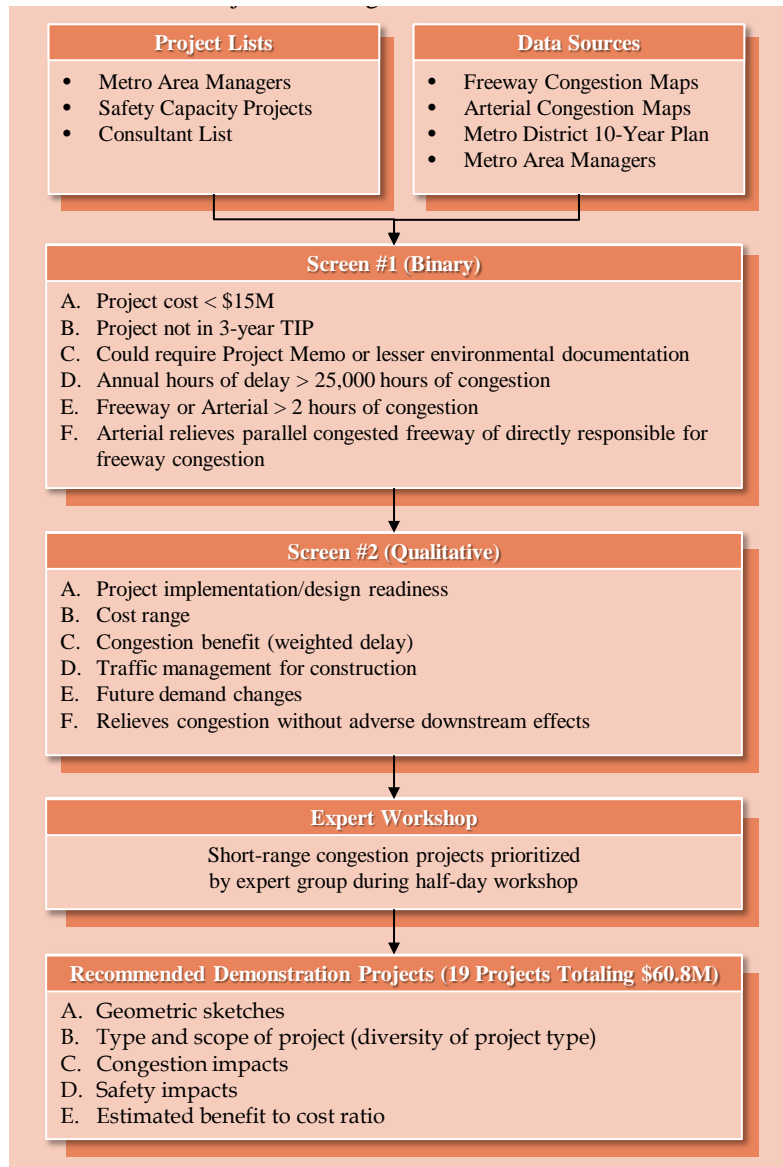 Project Lists
• Metro Area Managers
• Safety Capacity Projects
• Consultant List
Data Sources
• Freeway Congestion Maps
• Arterial Congestion Maps
• Metro District 10-Year Plan
• Metro Area Managers
Screen #1 (Binary)
A. Project cost < $15M
B. Project not in 3-year TIP
C. Could require Project Memo or lesser environmental documentation
D. Annual hours of delay > 25,000 hours of congestion
E. Freeway or Arterial > 2 hours of congestion
F. Arterial relieves parallel congested freeway of directly responsible for
freeway congestion
Screen #2 (Qualitative)
A. Project implementation/design readiness
B. Cost range
C. Congestion benefit (weighted delay)
D. Traffic management for construction
E. Future demand changes
F. Relieves congestion without adverse downstream effects
Expert Workshop
Short-range congestion projects prioritized
by expert group during half-day workshop
Recommended Demonstration Projects (19 Projects Totaling $60.8M)
A. Geometric sketches
B. Type and scope of project (diversity of project type)
C. Congestion impacts
D. Safety impacts
E. Estimated benefit to cost ratio